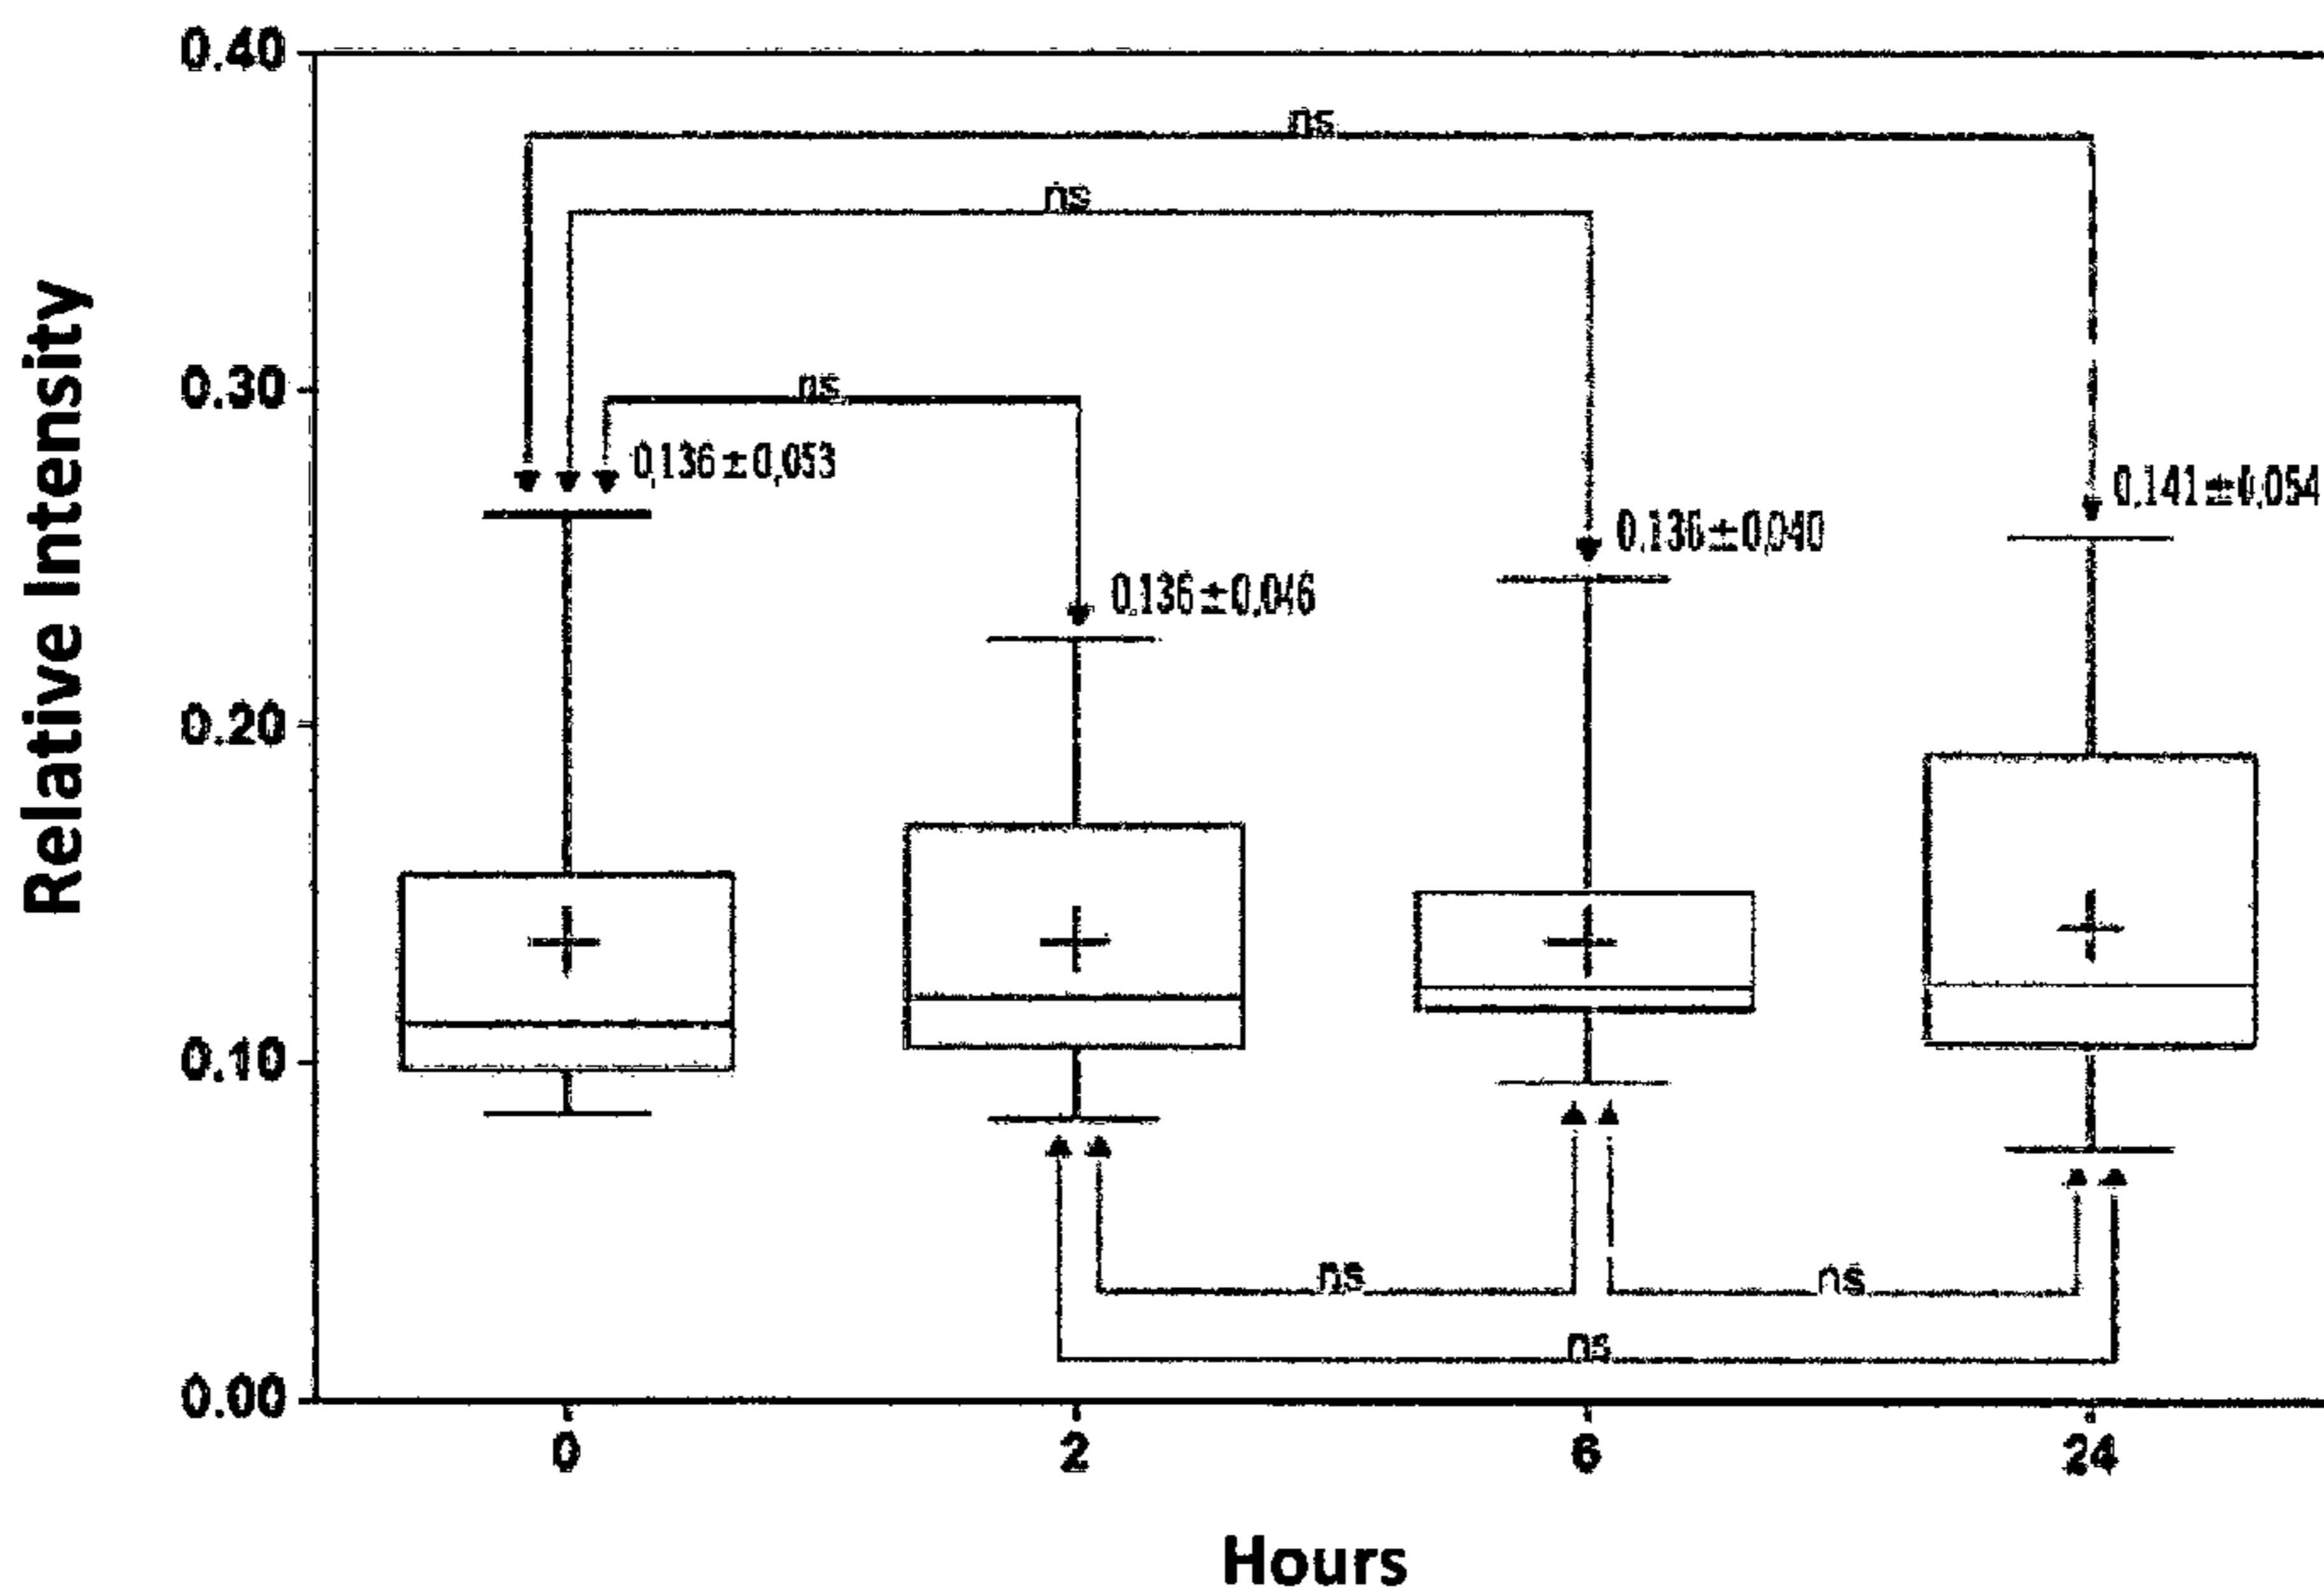 0.40
ns
ns
0.30
ns
0,136±0,053
0,141±0,054
0,136±0,040
0,136±0,046
Relative Intensity
0.20
0.10
ns
ns
ns
0.00
0
2
6
24
Hours